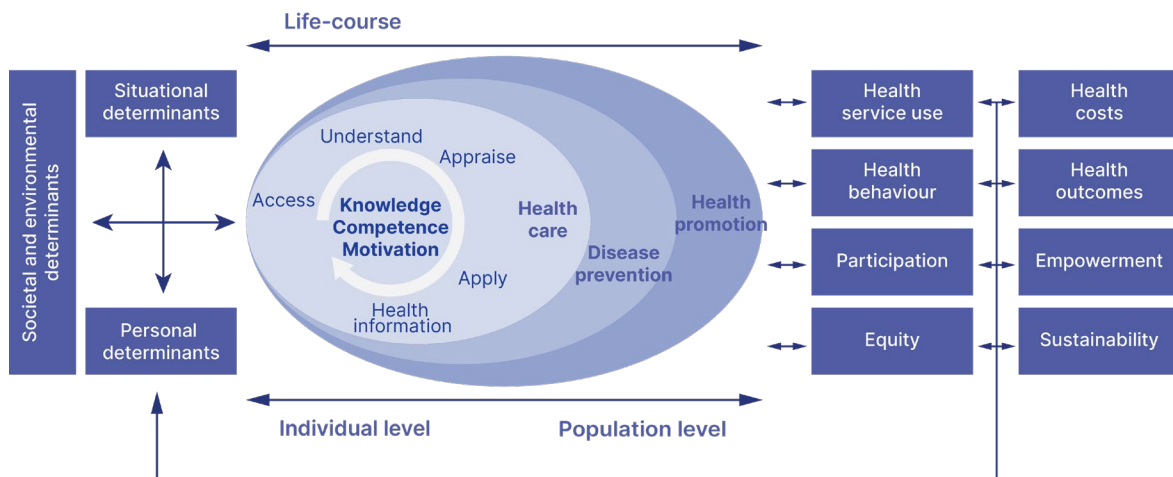 Life-course
Societal and environmental
determinants
Situational
determinants
Personal
determinants
Understand
Appraise
Access
Knowledge
Competence
Motivation
Apply
Health
information
Health
care
Disease
prevention
Health
promotion
Individual level
Population level
Health
service use
Health
costs
Health
behaviour
Health
outcomes
Participation
Empowerment
Equity
Sustainability